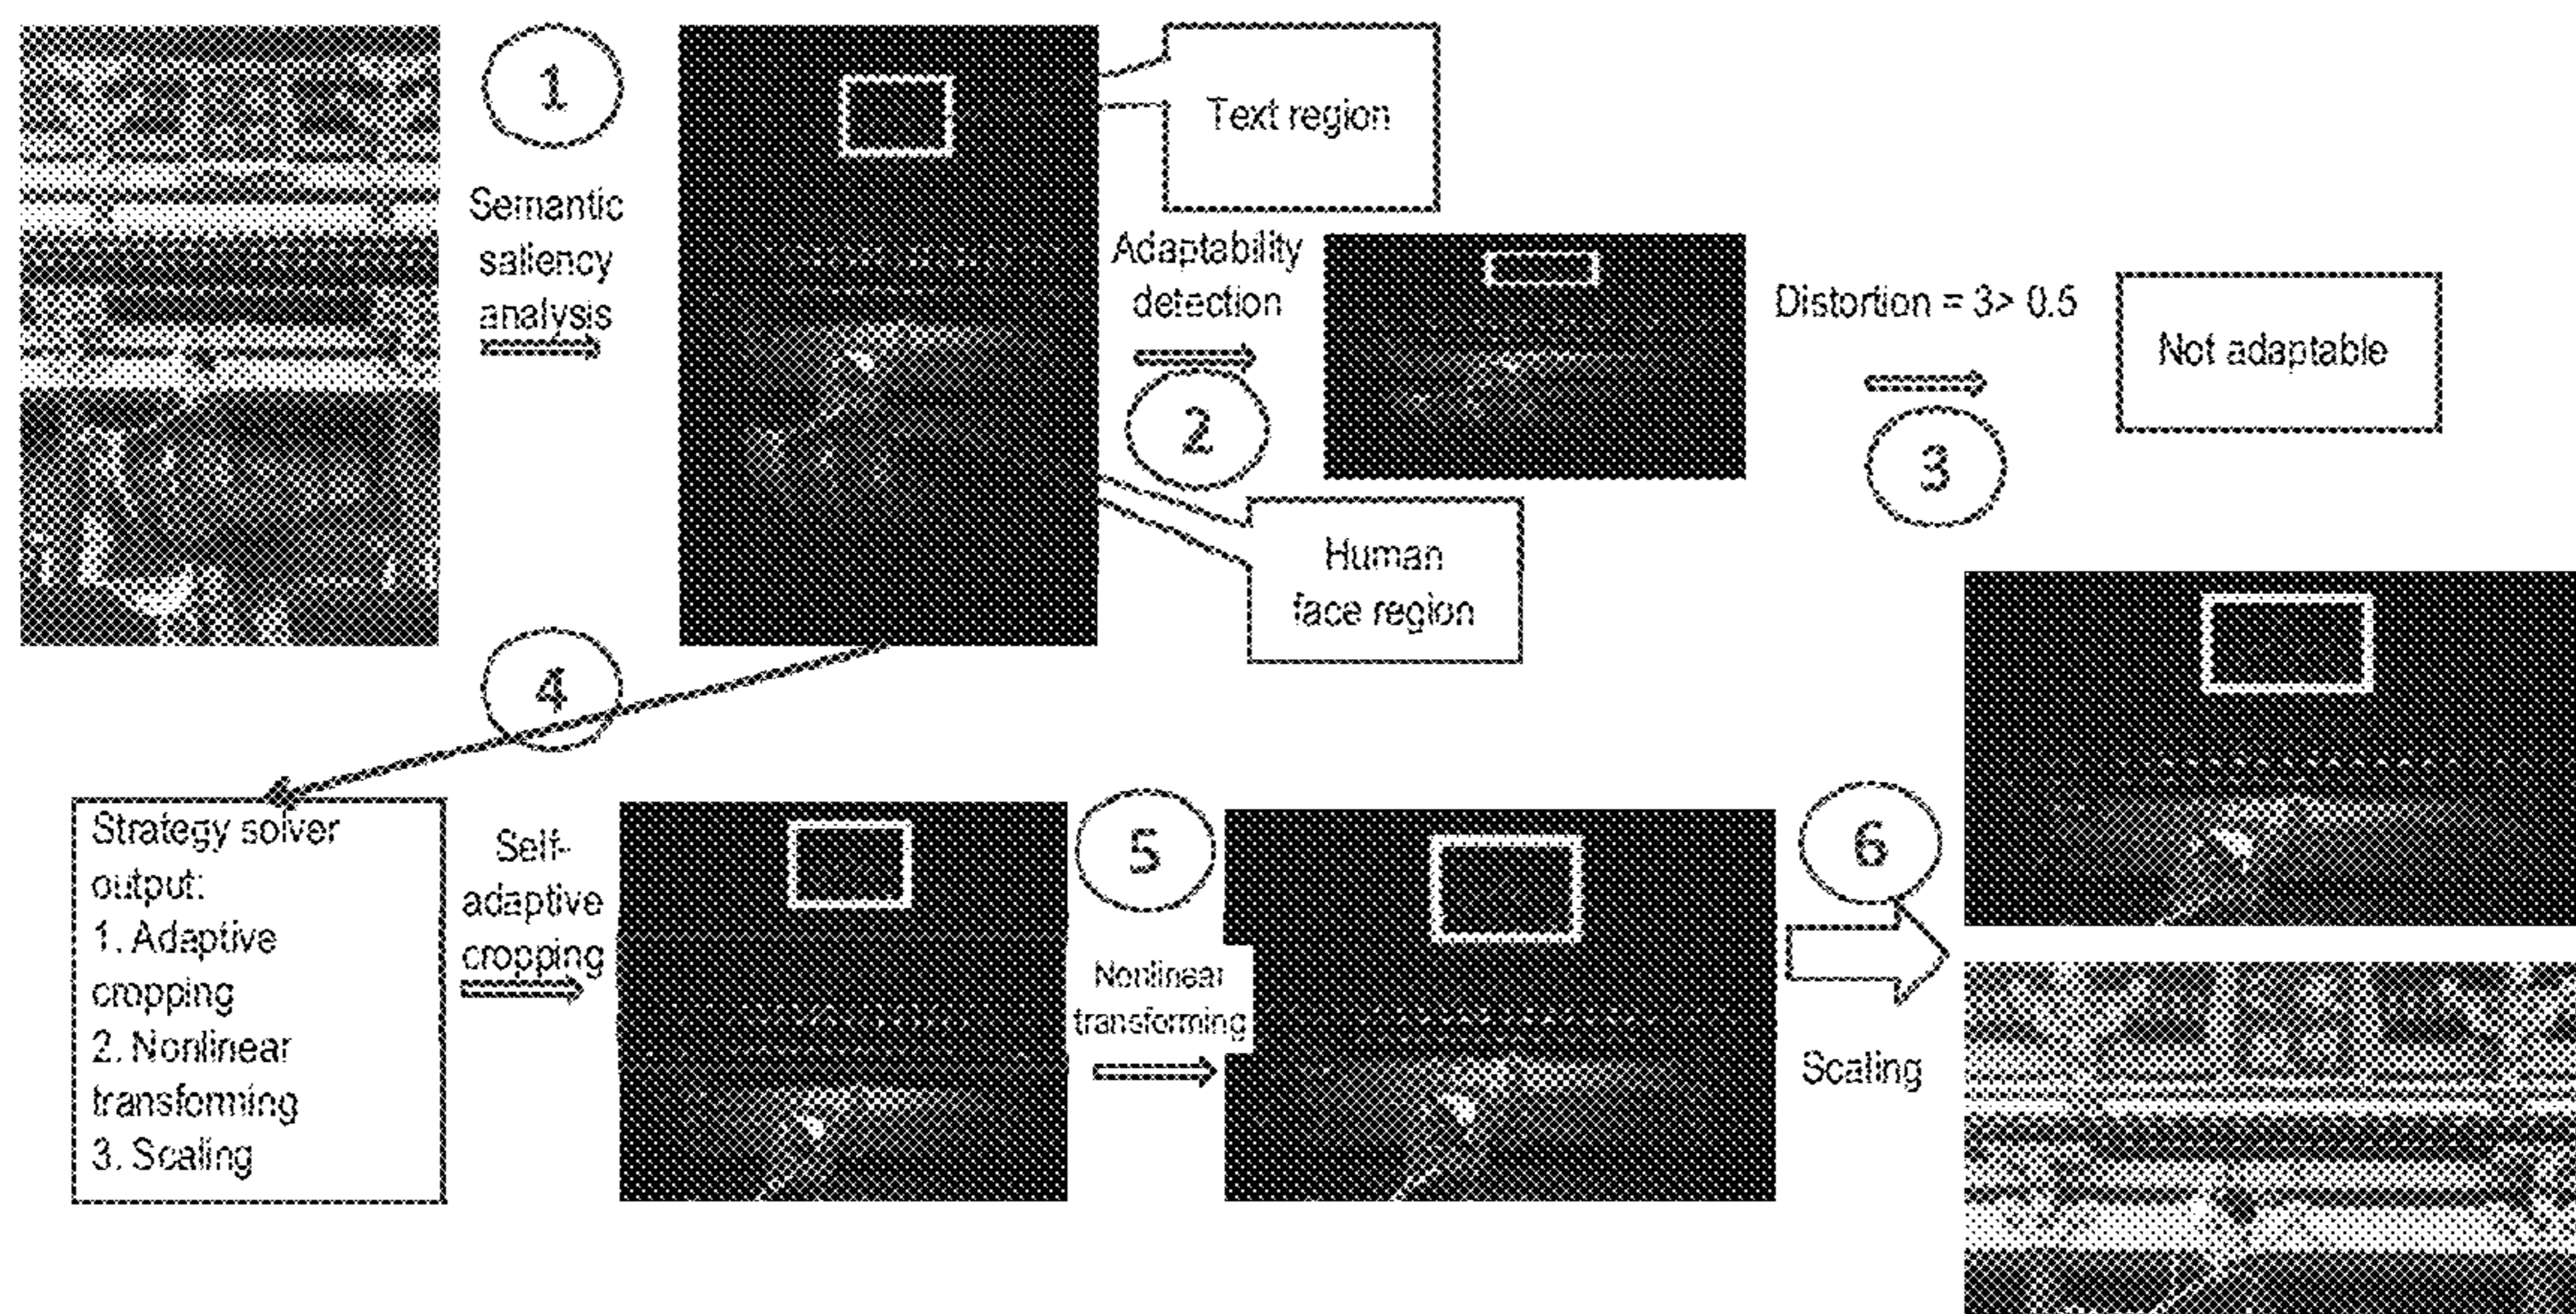 1
Semantic
saliency
analysis
Text region
Adaptability
detection
2
Distortion = 3> 0.5
3
Not adaptable
Human
face region
4
Strategy solver
output:
1. Adaptive
cropping
2. Nonlinear
transforming
3. Scaling
Self-
adaptive
cropping
5
Nonlinear
transforming
6
Scaling